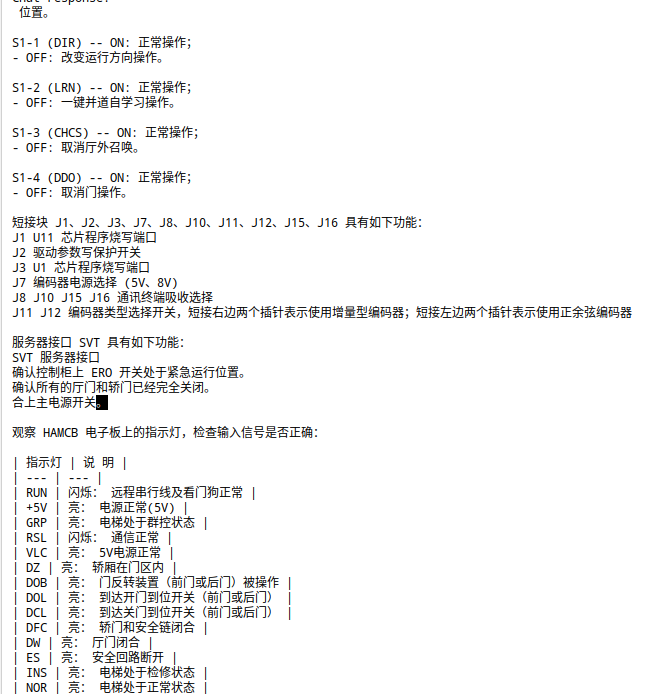 Chat response:
位置。
S1-1 (DIR) -- ON: 正常操作;
- OFF: 改变运行方向操作。
S1-2 (LRN) -- ON: 正常操作;
- OFF: 一键并道自学习操作。
S1-3 (CHCS) -- ON: 正常操作;
- OFF: 取消厅外召唤。
S1-4 (DDO) -- ON: 正常操作;
- OFF: 取消门操作。
短接块 J1、J2、J3、J7、J8、J10、J11、J12、J15、J16 具有如下功能:
J1 U11 芯片程序烧写端口
J2 驱动参数写保护开关
J3 U1 芯片程序烧写端口
J7 编码器电源选择 (5V、8V)
J8 J10 J15 J16 通讯终端吸收选择
J11 J12 编码器类型选择开关，短接右边两个插针表示使用增量型编码器；短接左边两个插针表示使用正余弦编码器
服务器接口 SVT 具有如下功能:
SVT 服务器接口
确认控制柜上 ERO 开关处于紧急运行位置。
确认所有的厅门和轿门已经完全关闭。
合上主电源开关。
观察 HAMCB 电子板上的指示灯，检查输入信号是否正确:
| 指示灯 | 说 明 |
| --- | --- |
| RUN | 闪烁: 远程串行线及看门狗正常 |
| +5V | 亮: 电源正常(5V) |
| GRP | 亮: 电梯处于群控状态 |
| RSL | 闪烁: 通信正常 |
| VLC | 亮: 5V电源正常 |
| DZ | 亮: 轿厢在门区内 |
| DOB | 亮: 门反转装置（前门或后门）被操作 |
| DOL | 亮: 到达开门到位开关（前门或后门） |
| DCL | 亮: 到达关门到位开关（前门或后门） |
| DFC | 亮: 轿门和安全链闭合 |
| DW | 亮: 厅门闭合 |
| ES | 亮: 安全回路断开 |
| INS | 亮: 电梯处于检修状态 |
| NOR | 亮: 电梯处于正常状态 |